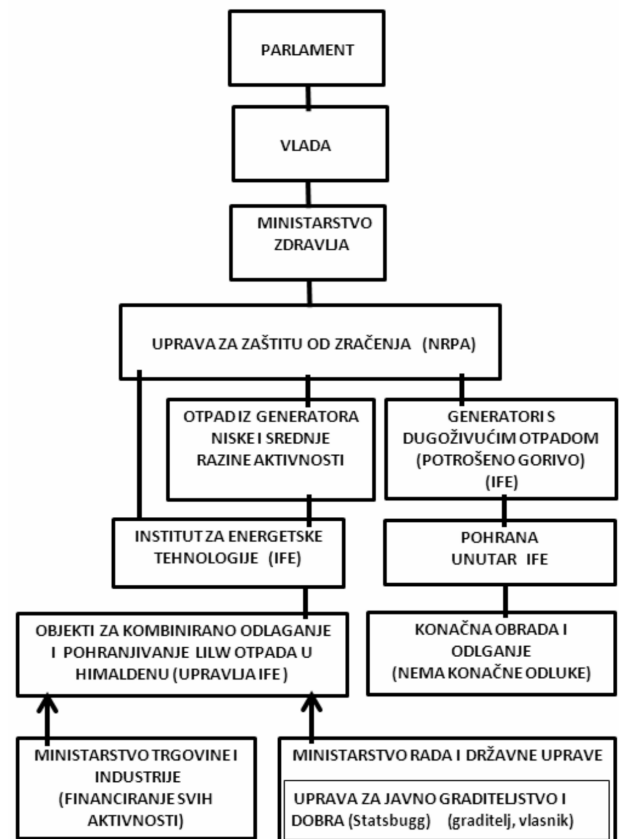 PARLAMENT
VLADA
MINISTARSTVO
ZDRAVLJA
UPRAVA ZA ZAŠTITU OD ZRAČENJA (NRPA)
OTPAD IZ GENERATORA
NISKE I SREDNJE
RAZINE AKTIVNOSTI
GENERATORI S
DUGOŽIVUĆIM OTPADOM
(POTROŠENO GORIVO)
(IFE)
INSTITUT ZA ENERGETSKE
TEHNOLOGIJE (IFE)
POHRANA
UNUTAR IFE
OBJEKTI ZA KOMBINIRANO ODLAGANJE
I POHRANJIVANJE LILW OTPADA U
HIMALDENU (UPRAVLJA IFE )
KONAČNA OBRADA I
ODLGANJE
(NEMA KONAČNE ODLUKE)
MINISTARSTVO TRGOVINE I
INDUSTRIJE
(FINANCIRANJE SVIH
AKTIVNOSTI)
MINISTARSTVO RADA I DRŽAVNE UPRAVE
UPRAVA ZA JAVNO GRADITELJSTVO I
DOBRA (Statsbugg) (graditelj, vlasnik)